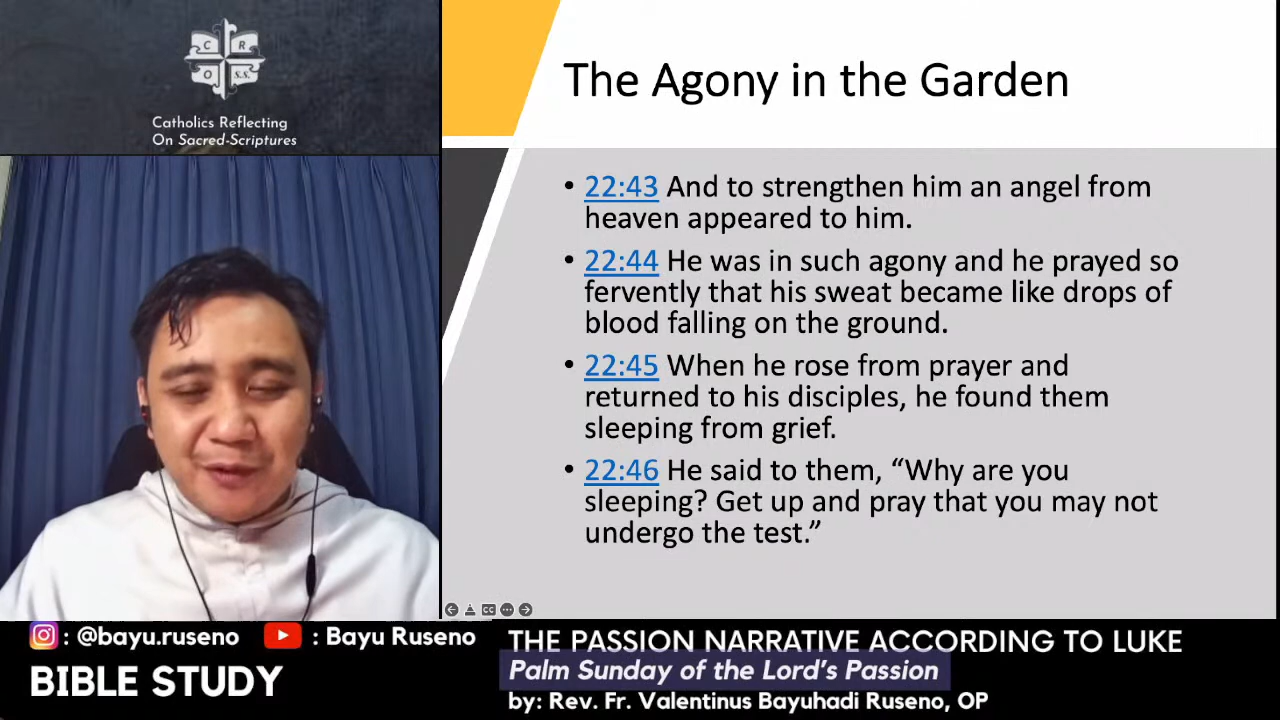 C R
O S.S.
Catholics Reflecting
On Sacred-Scriptures
The Agony in the Garden
• 22:43 And to strengthen him an angel from
heaven appeared to him.
• 22:44 He was in such agony and he prayed so
fervently that his sweat became like drops of
blood falling on the ground.
• 22:45 When he rose from prayer and
returned to his disciples, he found them
sleeping from grief.
• 22:46 He said to them, “Why are you
sleeping? Get up and pray that you may not
undergo the test.”
CC
: @bayu.ruseno : Bayu Ruseno
BIBLE STUDY
THE PASSION NARRATIVE ACCORDING TO LUKE
Palm Sunday of the Lord’s Passion
by: Rev. Fr. Valentinus Bayuhadi Ruseno, OP